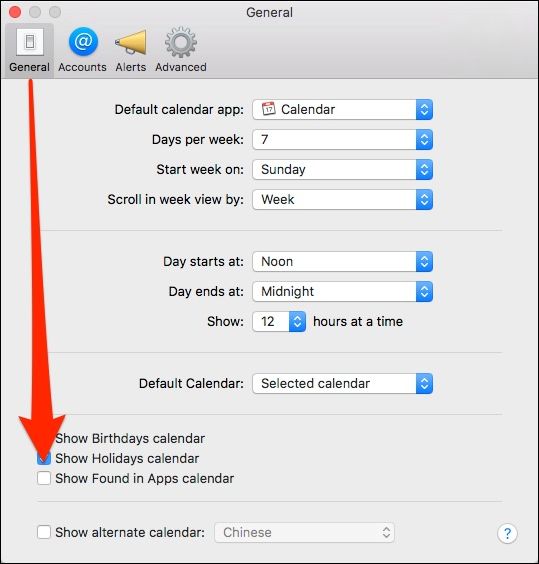 General
General Accounts Alerts Advanced
Default calendar app: Calendar
Days per week: 7
Start week on: Sunday
Scroll in week view by: Week
Day starts at: Noon
Day ends at: Midnight
Show: 12 hours at a time
Default Calendar: Selected calendar
Show Birthdays calendar
Show Holidays calendar
Show Found in Apps calendar
Show alternate calendar: Chinese ?